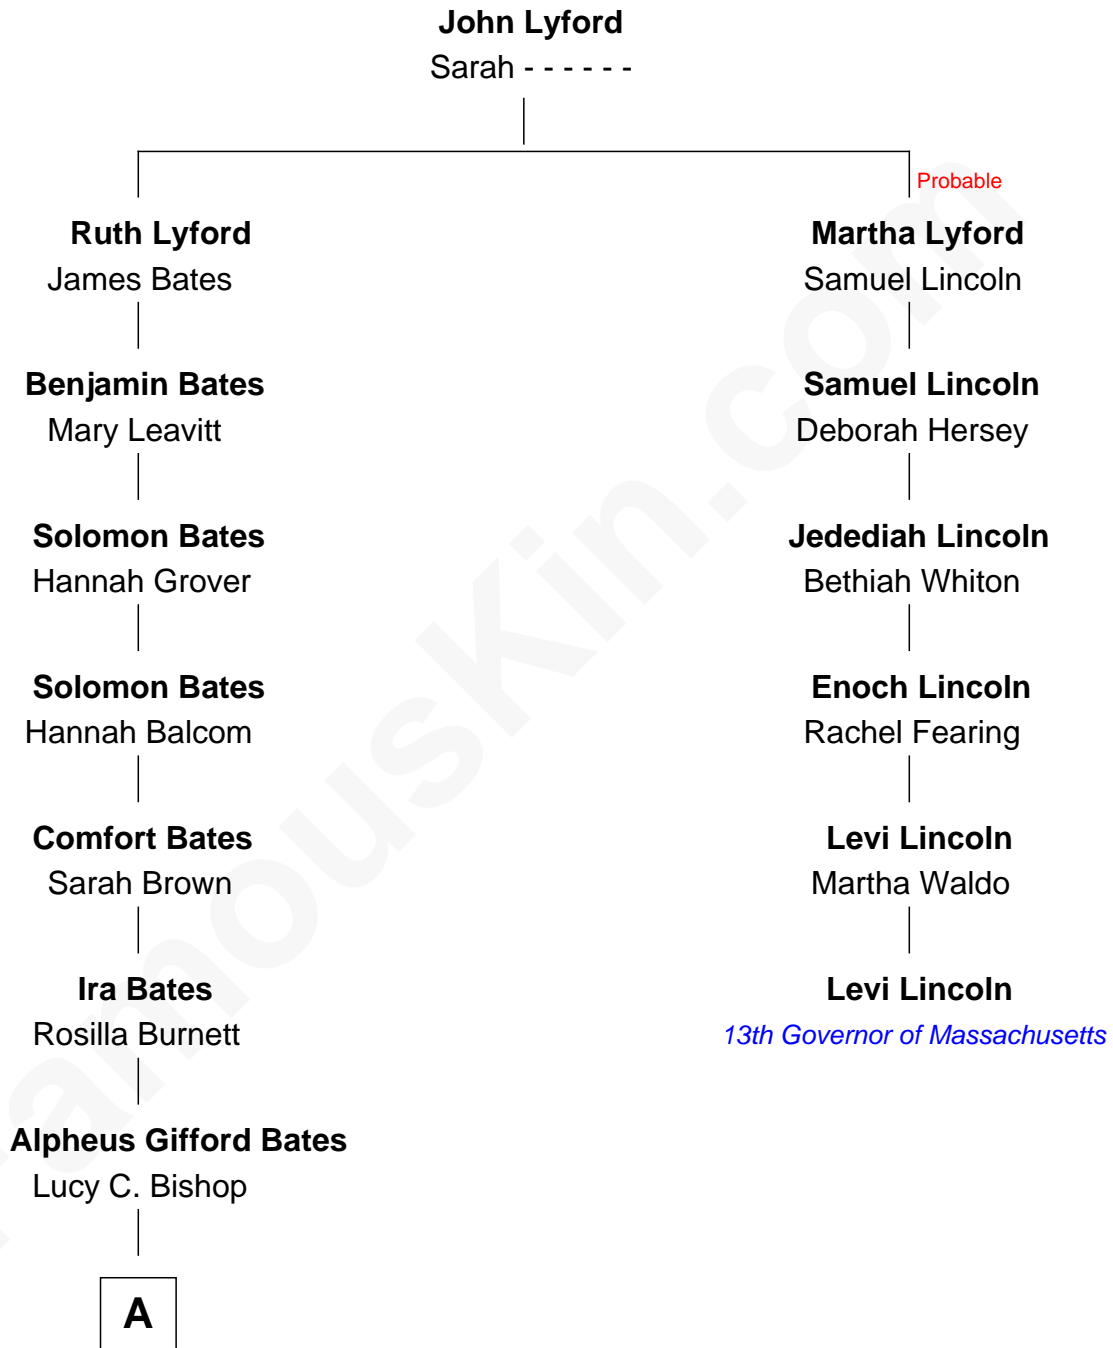 John Lyford
Sarah - - - - - -
Probable
Ruth Lyford
James Bates
Martha Lyford
Samuel Lincoln
Benjamin Bates
Mary Leavitt
Samuel Lincoln
Deborah Hersey
Solomon Bates
Hannah Grover
Jedediah Lincoln
Bethiah Whiton
Solomon Bates
Hannah Balcom
Enoch Lincoln
Rachel Fearing
Comfort Bates
Sarah Brown
Levi Lincoln
Martha Waldo
Ira Bates
Rosilla Burnett
Levi Lincoln
13th Governor of Massachusetts
Alpheus Gifford Bates
Lucy C. Bishop
A
FamousKin.com